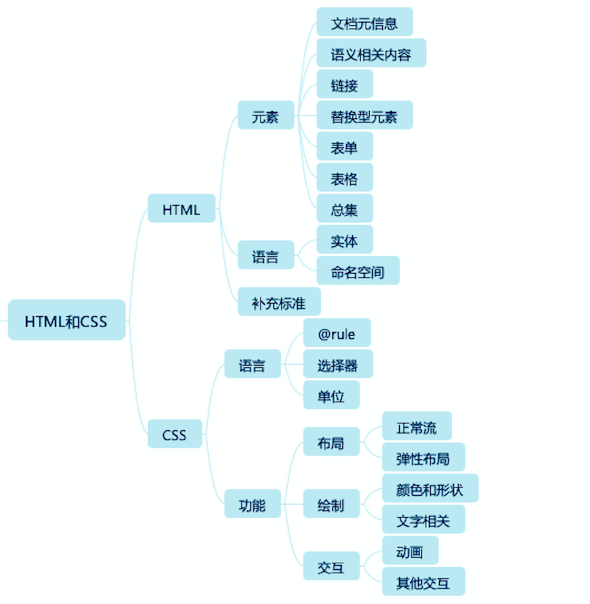 HTML和CSS
HTML
元素
文档元信息
语义相关内容
链接
替换型元素
表单
表格
总集
语言
实体
命名空间
补充标准
CSS
语言
@rule
选择器
单位
功能
布局
正常流
弹性布局
绘制
颜色和形状
文字相关
交互
动画
其他交互